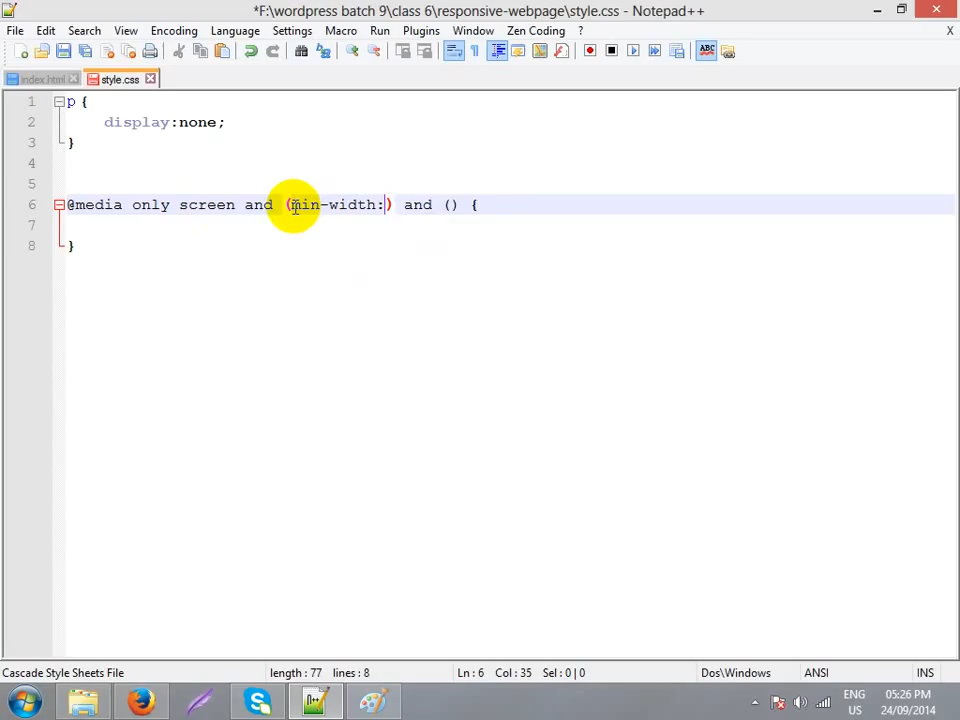 *F:\wordpress batch 9\class 6\responsive-webpage\style.css - Notepad++
File Edit Search View Encoding Language Settings Macro Run Plugins Window Zen Coding ? X
index.html style.css
1 p {
2 display:none;
3 }
4
5
6 @media only screen and (min-width:) and () {
7
8 }
Cascade Style Sheets File length : 77 lines : 8 Ln : 6 Col : 35 Sel : 0 | 0 Dos\Windows ANSI INS
ENG 05:26 PM
US 24/09/2014